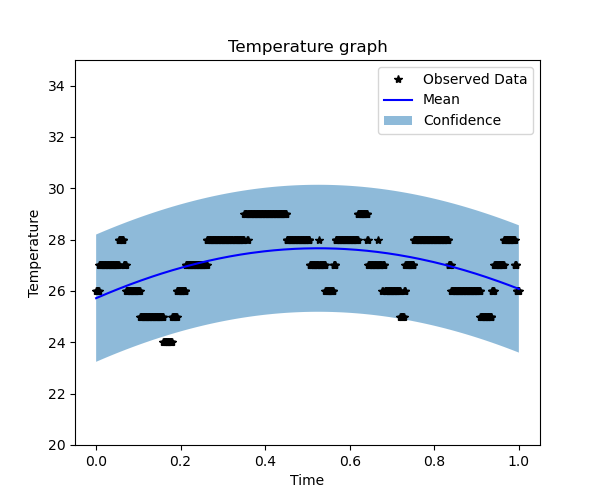 Temperature graph
Observed Data
Mean
Confidence
34
32
30
28
26
24
22
20
Temperature
0.0 0.2 0.4 0.6 0.8 1.0
Time